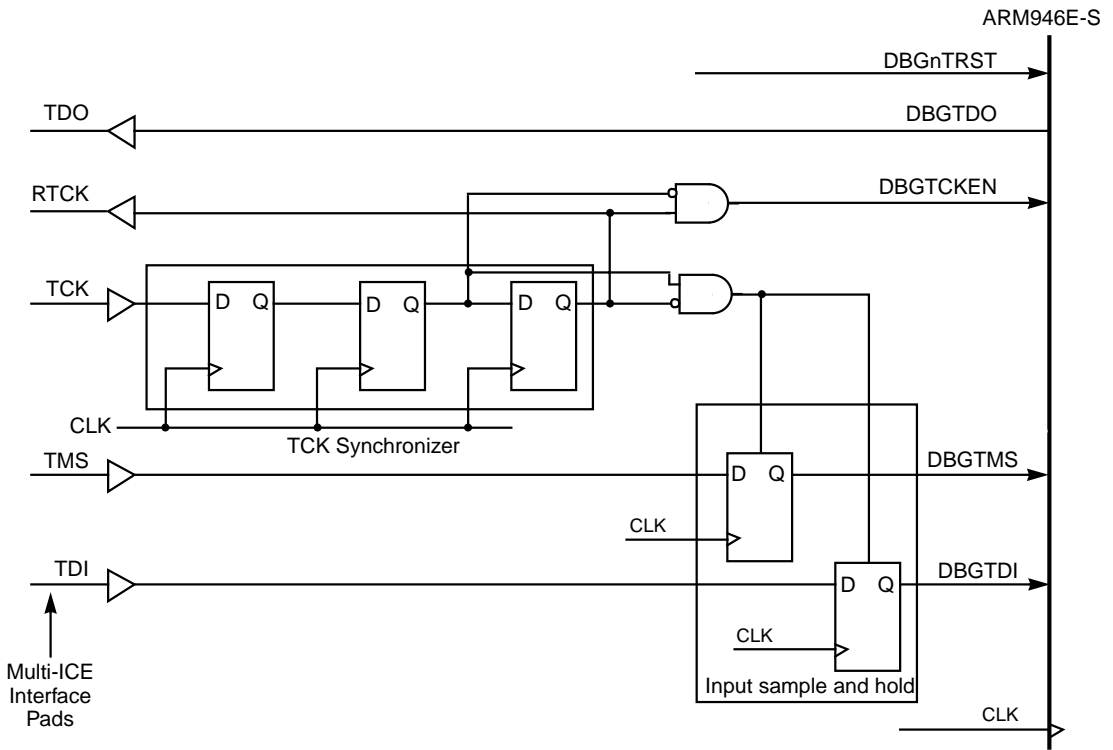 ARM946E-S
DBGnTRST
TDO
DBGTDO
RTCK
DBGTCKEN
TCK
D Q
D Q
D Q
CLK
TCK Synchronizer
TMS
D Q
DBGTMS
CLK
TDI
D Q
DBGTDI
CLK
Multi-ICE
Interface
Pads
Input sample and hold
CLK